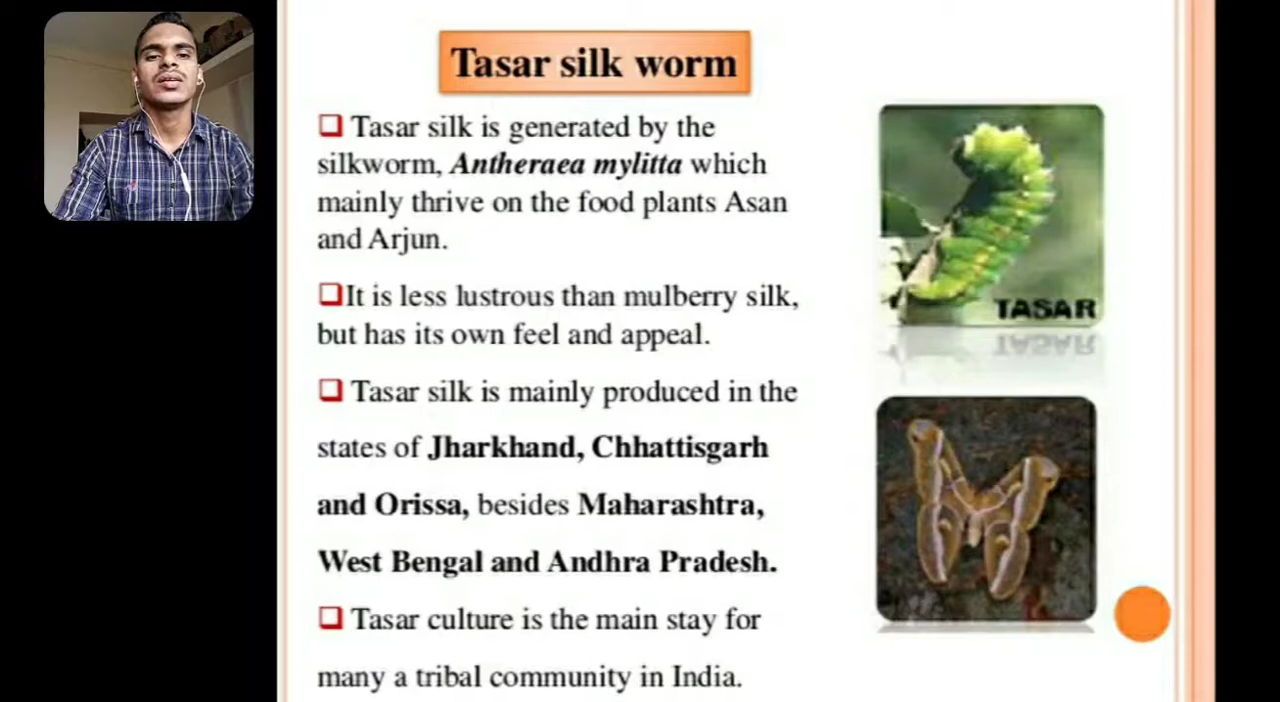 Tasar silk worm
❑ Tasar silk is generated by the
silkworm, Antheraea mylitta which
mainly thrive on the food plants Asan
and Arjun.
❑It is less lustrous than mulberry silk,
but has its own feel and appeal.
❑ Tasar silk is mainly produced in the
states of Jharkhand, Chhattisgarh
and Orissa, besides Maharashtra,
West Bengal and Andhra Pradesh.
❑ Tasar culture is the main stay for
many a tribal community in India.
TASAR